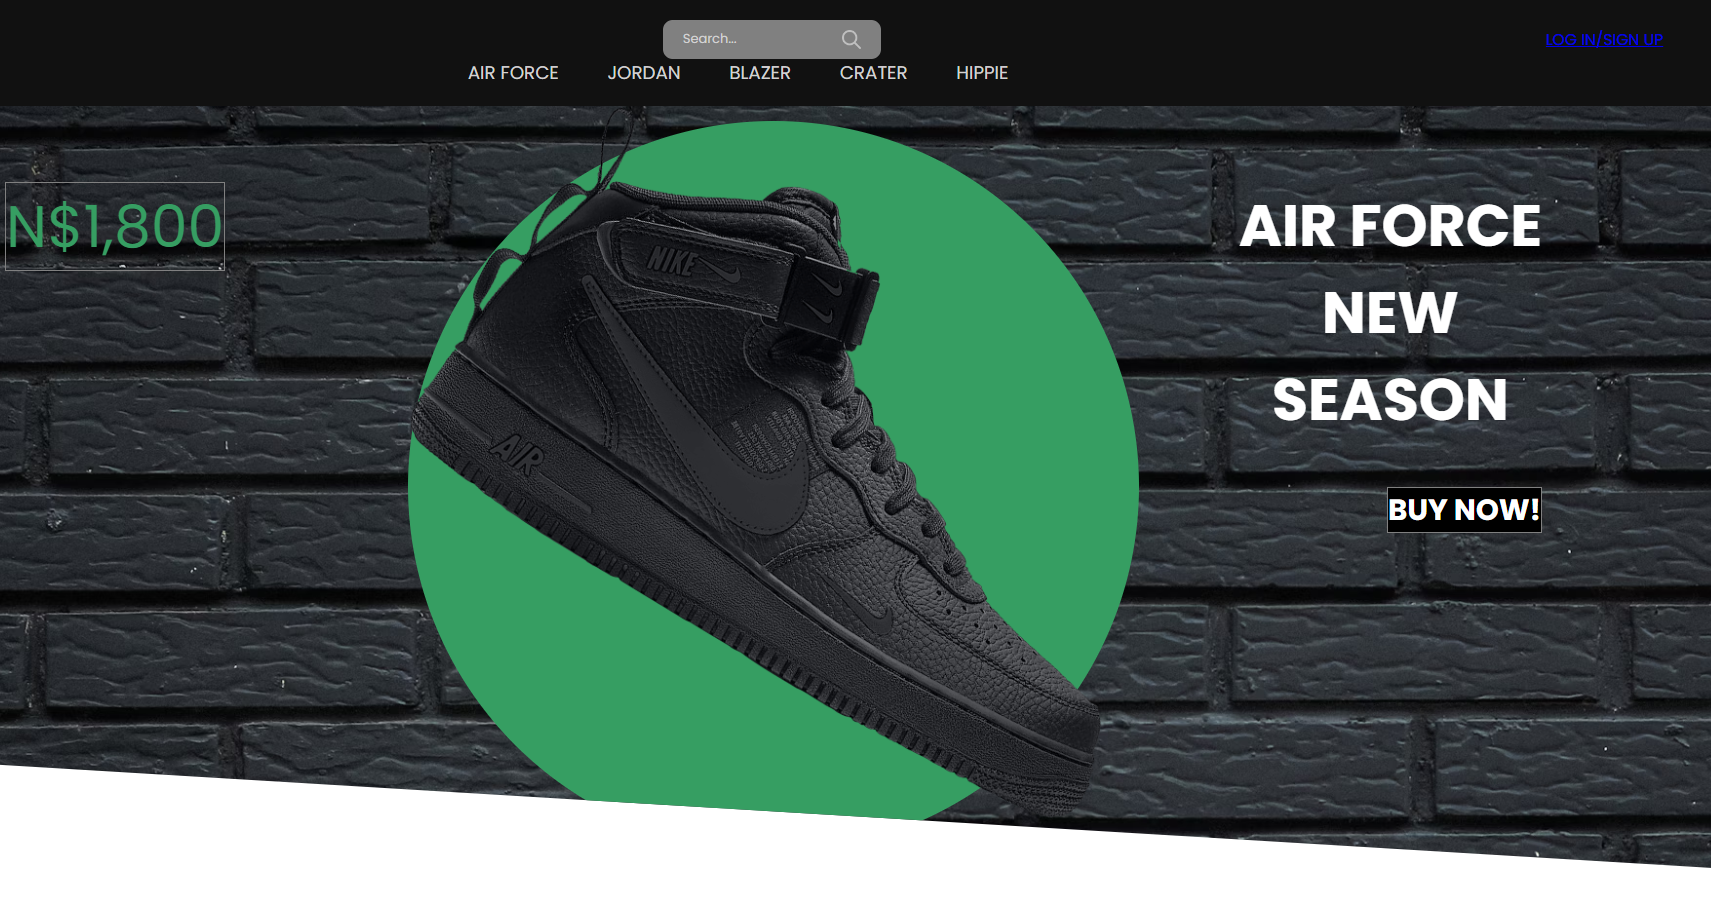 Search...
LOG IN/SIGN UP
AIR FORCE JORDAN BLAZER CRATER HIPPIE
N$1,800
AIR FORCE
NEW
SEASON
BUY NOW!
NIKE
AIR